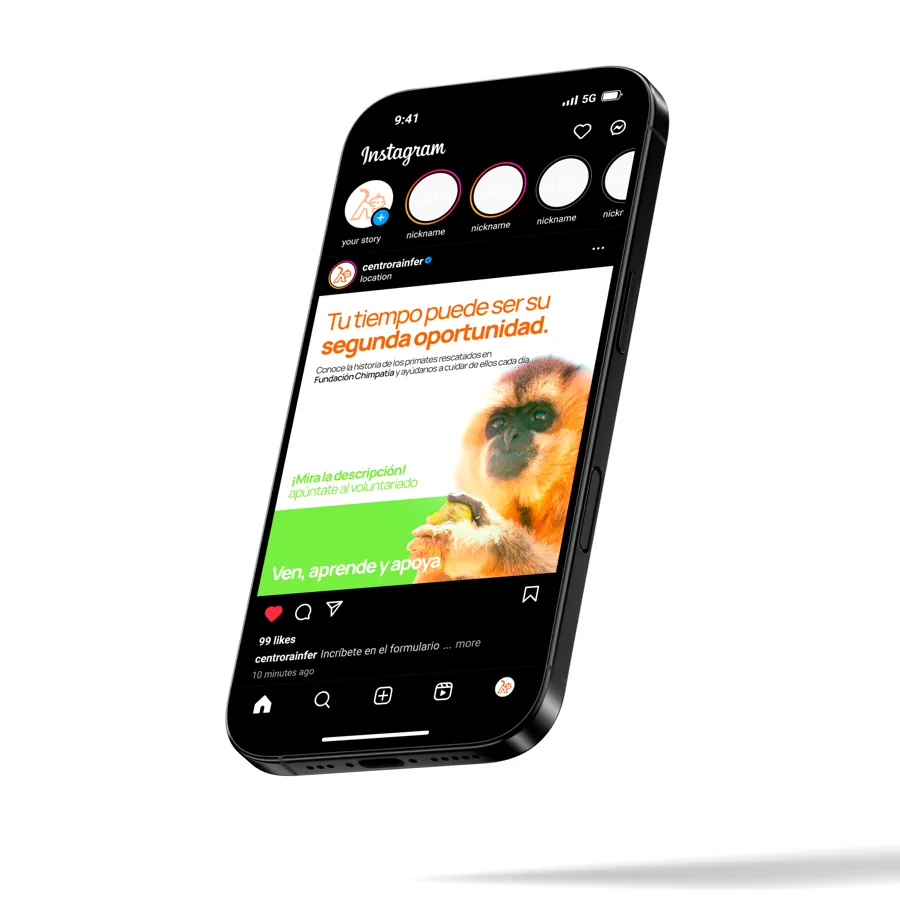 9:41
5G
Instagram
your story
nickname
nickname
nickname
nickr
centrorainfer
location
Tu tiempo puede ser su
segunda oportunidad.
Conoce la historia de los primates rescatados en
Fundación Chimpatía y ayúdanos a cuidar de ellos cada día
¡Mira la descripción!
apúntate al voluntariado
Ven, aprende y apoya
99 likes
centrorainfer Incríbete en el formulario ... more
10 minutes ago